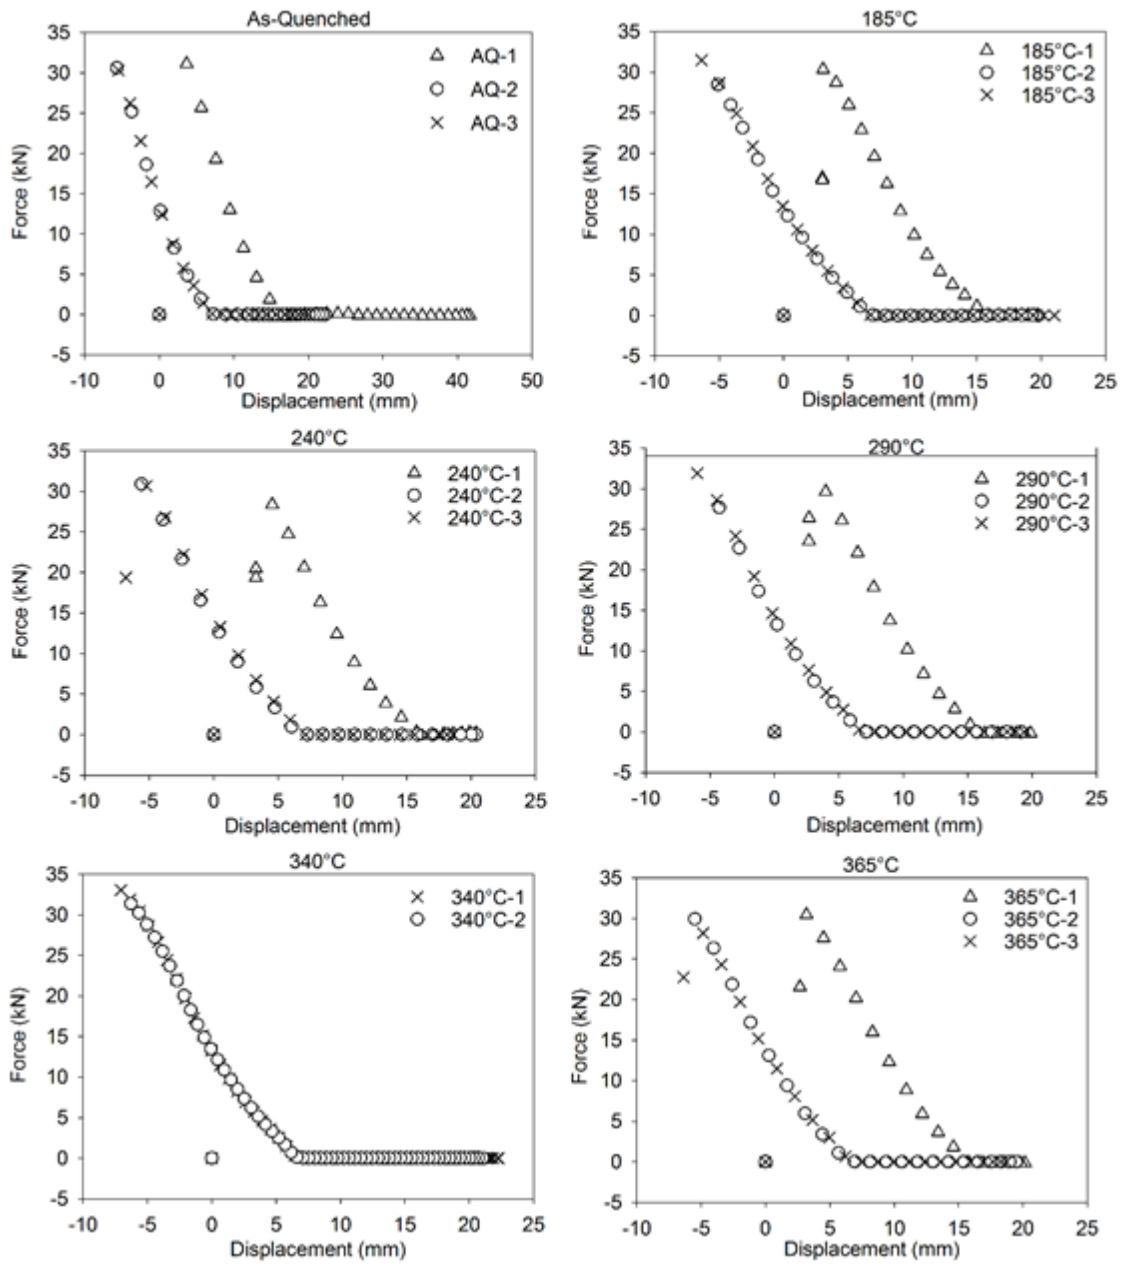 As-Quenched
35
30
25
20
15
10
5
0
-5
Force (kN)
-10 0 10 20 30 40 50
Displacement (mm)
AQ-1
AQ-2
AQ-3
185°C
35
30
25
20
15
10
5
0
-5
Force (kN)
-10 -5 0 5 10 15 20 25
Displacement (mm)
185°C-1
185°C-2
185°C-3
240°C
35
30
25
20
15
10
5
0
-5
Force (kN)
-10 -5 0 5 10 15 20 25
Displacement (mm)
240°C-1
240°C-2
240°C-3
290°C
35
30
25
20
15
10
5
0
-5
Force (kN)
-10 -5 0 5 10 15 20 25
Displacement (mm)
290°C-1
290°C-2
290°C-3
340°C
35
30
25
20
15
10
5
0
-5
Force (kN)
-10 -5 0 5 10 15 20 25
Displacement (mm)
340°C-1
340°C-2
365°C
35
30
25
20
15
10
5
0
-5
Force (kN)
-10 -5 0 5 10 15 20 25
Displacement (mm)
365°C-1
365°C-2
365°C-3